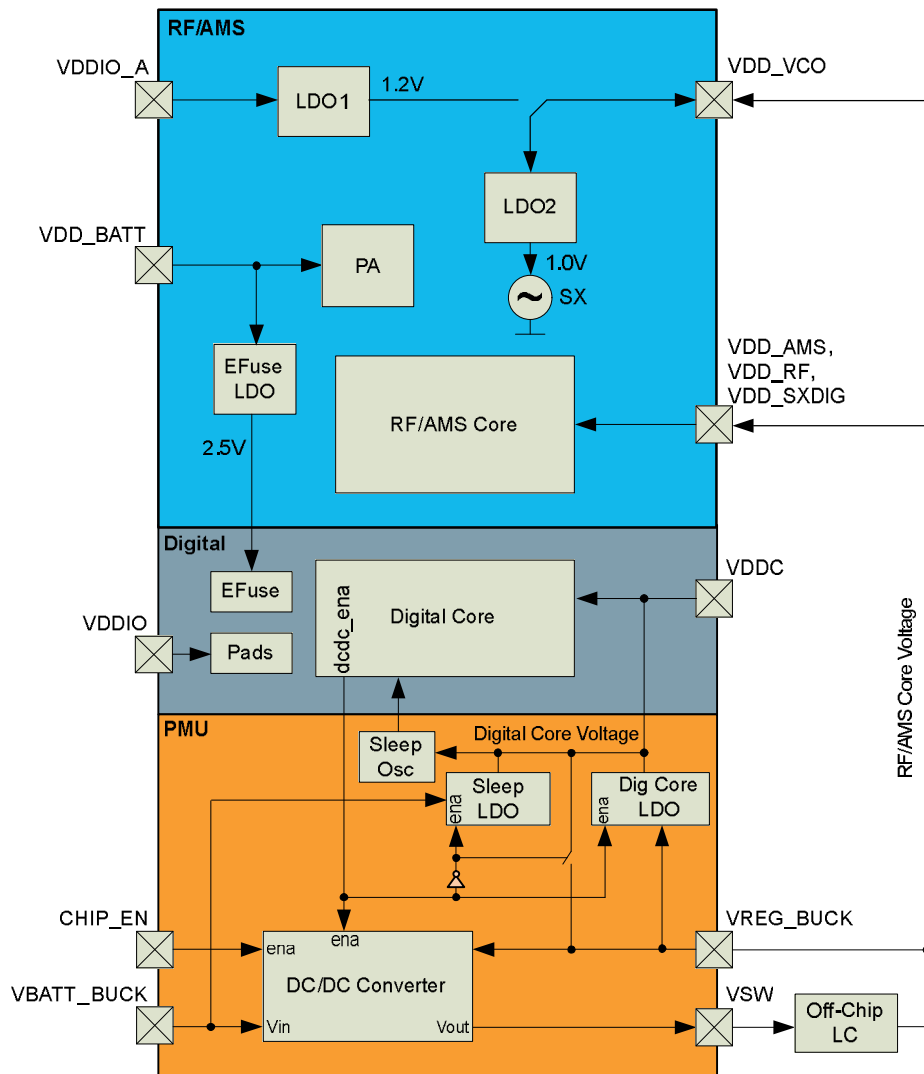 RF/AMS
VDDIO_A
LDO1
1.2V
VDD_VCO
LDO2
1.0V
SX
VDD_BATT
PA
EFuse
LDO
2.5V
VDD_AMS,
VDD_RF,
VDD_SXDIG
RF/AMS Core
Digital
EFuse
VDDIO
Pads
dcdc_ena
Digital Core
VDDC
RF/AMS Core Voltage
PMU
Digital Core Voltage
Sleep
Osc
Sleep
LDO
ena
Dig Core
LDO
ena
CHIP_EN
ena
ena
VREG_BUCK
DC/DC Converter
VBATT_BUCK
Vin
Vout
VSW
Off-Chip
LC